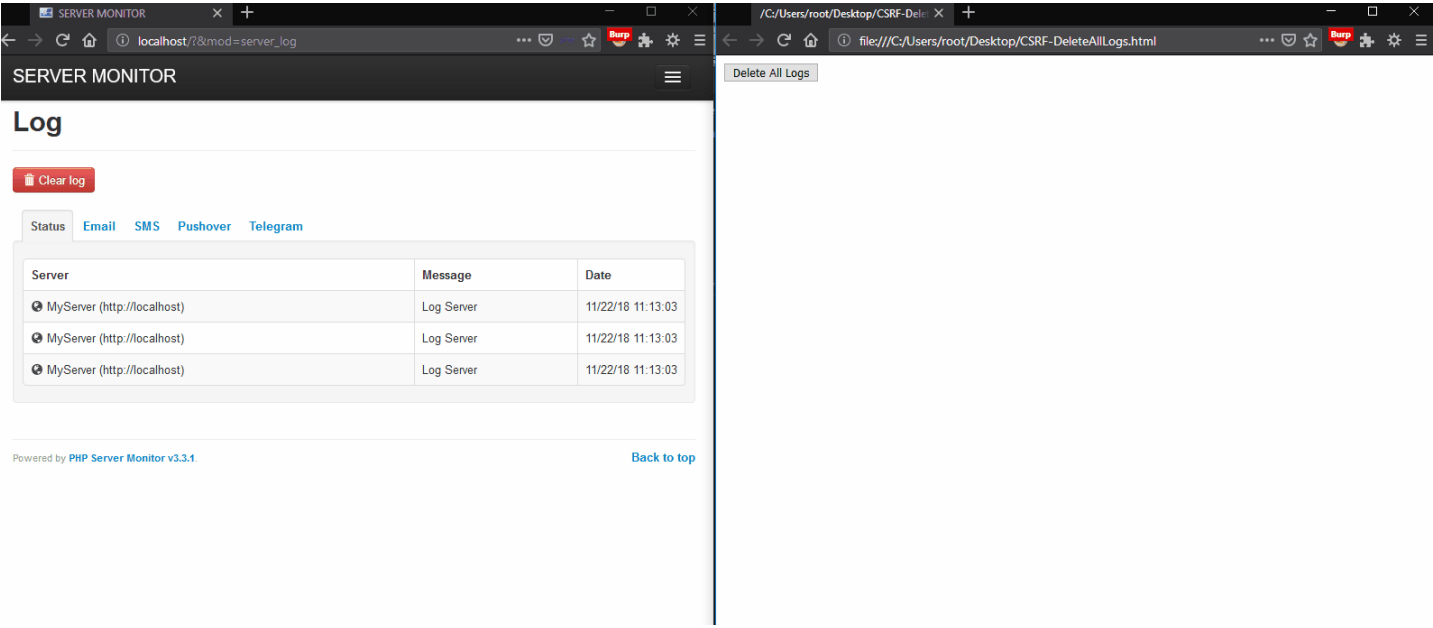 SERVER MONITOR
localhost/?&mod=server_log
Burp
SERVER MONITOR
Log
Clear log
Status Email SMS Pushover Telegram
Server Message Date
MyServer (http://localhost) Log Server 11/22/18 11:13:03
MyServer (http://localhost) Log Server 11/22/18 11:13:03
MyServer (http://localhost) Log Server 11/22/18 11:13:03
Powered by PHP Server Monitor v3.3.1. Back to top
/C:/Users/root/Desktop/CSRF-Delet
file:///C:/Users/root/Desktop/CSRF-DeleteAllLogs.html
Burp
Delete All Logs